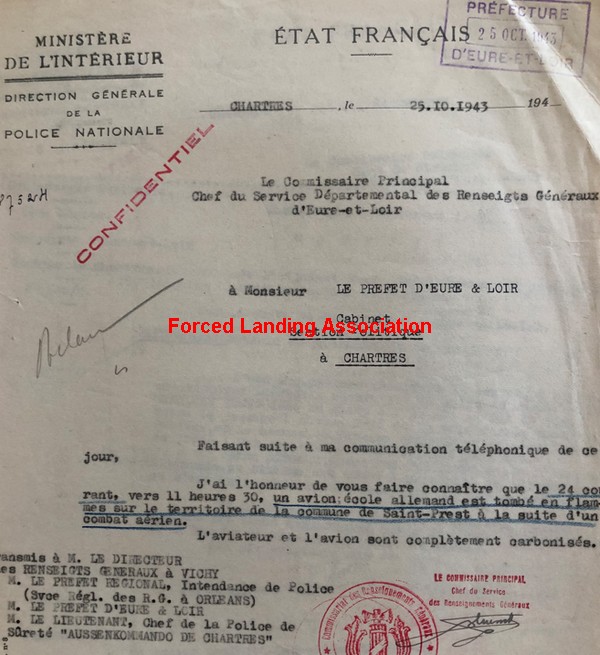 MINISTÈRE
DE L'INTÉRIEUR
DIRECTION GÉNÉRALE
DE LA
POLICE NATIONALE
ÉTAT FRANÇAIS
PRÉFECTURE
25 OCT. 1943
D'EURE-ET-LOIR
CHARTRES , le 25.10.1943 194
CONFIDENTIEL
Le Commissaire Principal
Chef du Service Départemental des Renseigts Généraux
d'Eure-et-Loir
à Monsieur LE PREFET D'EURE & LOIR
Cabinet
Forced Landing Association
Section
à CHARTRES
Faisant suite à ma communication téléphonique de ce
jour,
J'ai l'honneur de vous faire connaître que le 24 cou
rant, vers 11 heures 30, un avion école allemand est tombé en flam
mes sur le territoire de la commune de Saint-Prest à la suite d'un
combat aérien.
L'aviateur et l'avion sont complètement carbonisés.
ransmis à M. LE DIRECTEUR
es RENSEIGTS GENERAUX à VICHY
M. LE PREFET REGIONAL, Intendance de Police
(Svce Régl. des R.G. à ORLEANS)
M. LE PREFET D'EURE & LOIR
M. LE LIEUTENANT, Chef de la Police de
Sûreté "AUSSENKOMMANDO DE CHARTRES"
LE COMMISSAIRE PRINCIPAL
Chef du Service
des Renseignements Généraux